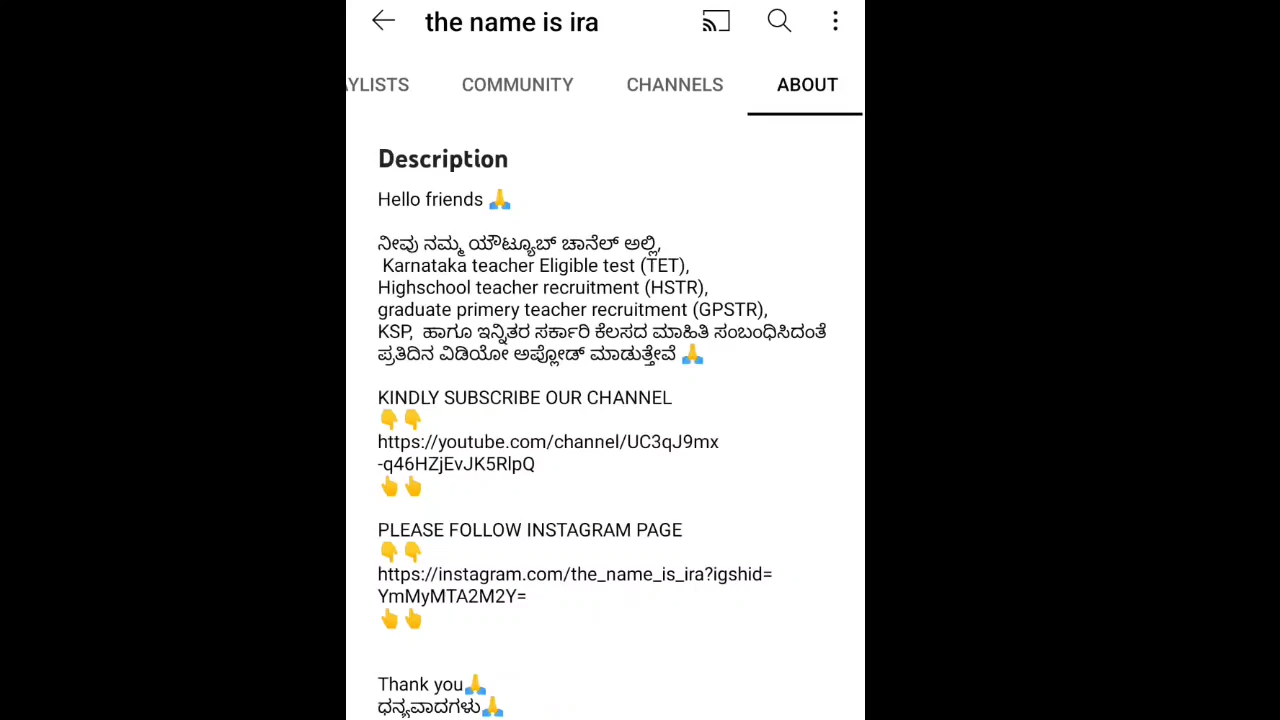 the name is ira
AYLISTS COMMUNITY CHANNELS ABOUT
Description
Hello friends 🙏
ನೀವು ನಮ್ಮ ಯೌಟ್ಯೂಬ್ ಚಾನೆಲ್ ಅಲ್ಲಿ,
Karnataka teacher Eligible test (TET),
Highschool teacher recruitment (HSTR),
graduate primery teacher recruitment (GPSTR),
KSP, ಹಾಗೂ ಇನ್ನಿತರ ಸರ್ಕಾರಿ ಕೆಲಸದ ಮಾಹಿತಿ ಸಂಬಂಧಿಸಿದಂತೆ
ಪ್ರತಿದಿನ ವಿಡಿಯೋ ಅಪ್ಲೋಡ್ ಮಾಡುತ್ತೇವೆ 🙏
KINDLY SUBSCRIBE OUR CHANNEL
👇👇
https://youtube.com/channel/UC3qJ9mx
-q46HZjEvJK5RlpQ
👆👆
PLEASE FOLLOW INSTAGRAM PAGE
👇👇
https://instagram.com/the_name_is_ira?igshid=
YmMyMTA2M2Y=
👆👆
Thank you🙏
ಧನ್ಯವಾದಗಳು🙏